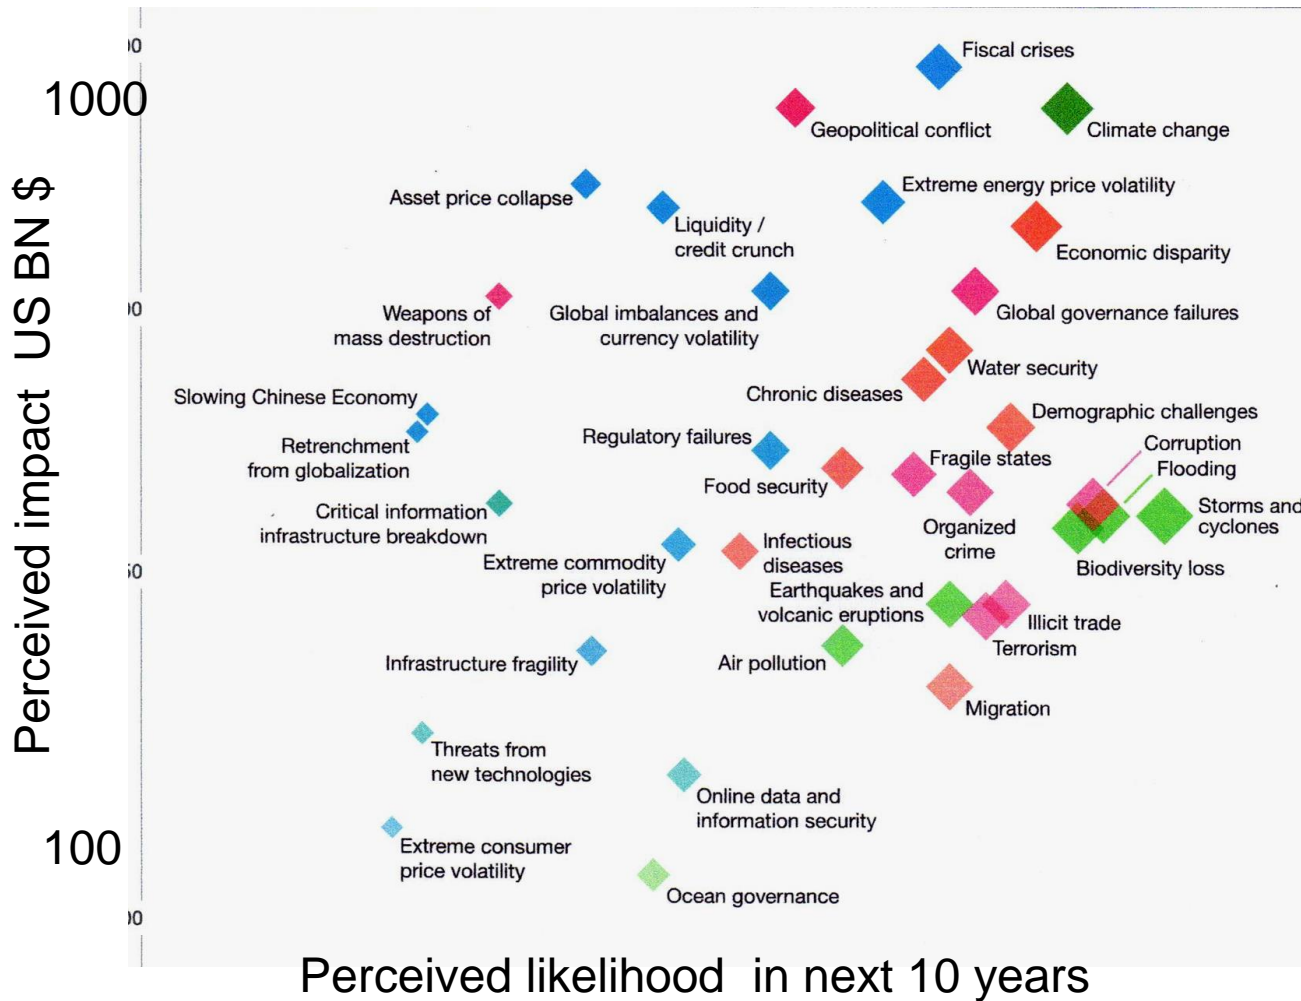 Perceived impact  US BN $
1000
100
00
00
50
00
Fiscal crises
Geopolitical conflict
Climate change
Asset price collapse
Extreme energy price volatility
Liquidity /
credit crunch
Economic disparity
Weapons of
mass destruction
Global imbalances and
currency volatility
Global governance failures
Water security
Chronic diseases
Slowing Chinese Economy
Retrenchment
from globalization
Demographic challenges
Regulatory failures
Corruption
Flooding
Fragile states
Food security
Storms and
cyclones
Critical information
infrastructure breakdown
Organized
crime
Infectious
diseases
Extreme commodity
price volatility
Biodiversity loss
Earthquakes and
volcanic eruptions
Illicit trade
Terrorism
Infrastructure fragility
Air pollution
Migration
Threats from
new technologies
Online data and
information security
Extreme consumer
price volatility
Ocean governance
Perceived likelihood  in next 10 years